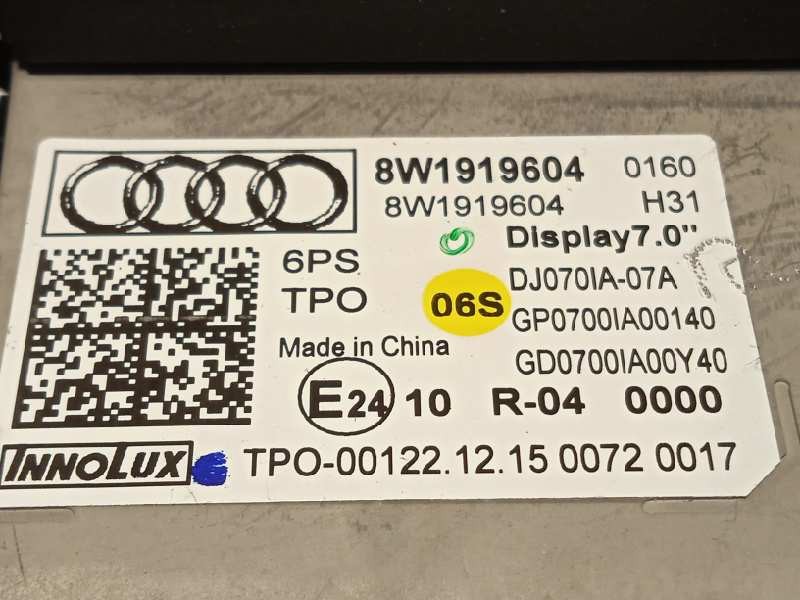 8W1919604 0160
8W1919604 H31
Display7.0"
6PS
TPO
06S
DJ070IA-07A
GP0700IA00140
Made in China
GD0700IA00Y40
E24 10 R-04 0000
INNOLUX TPO-00122.12.15 0072 0017